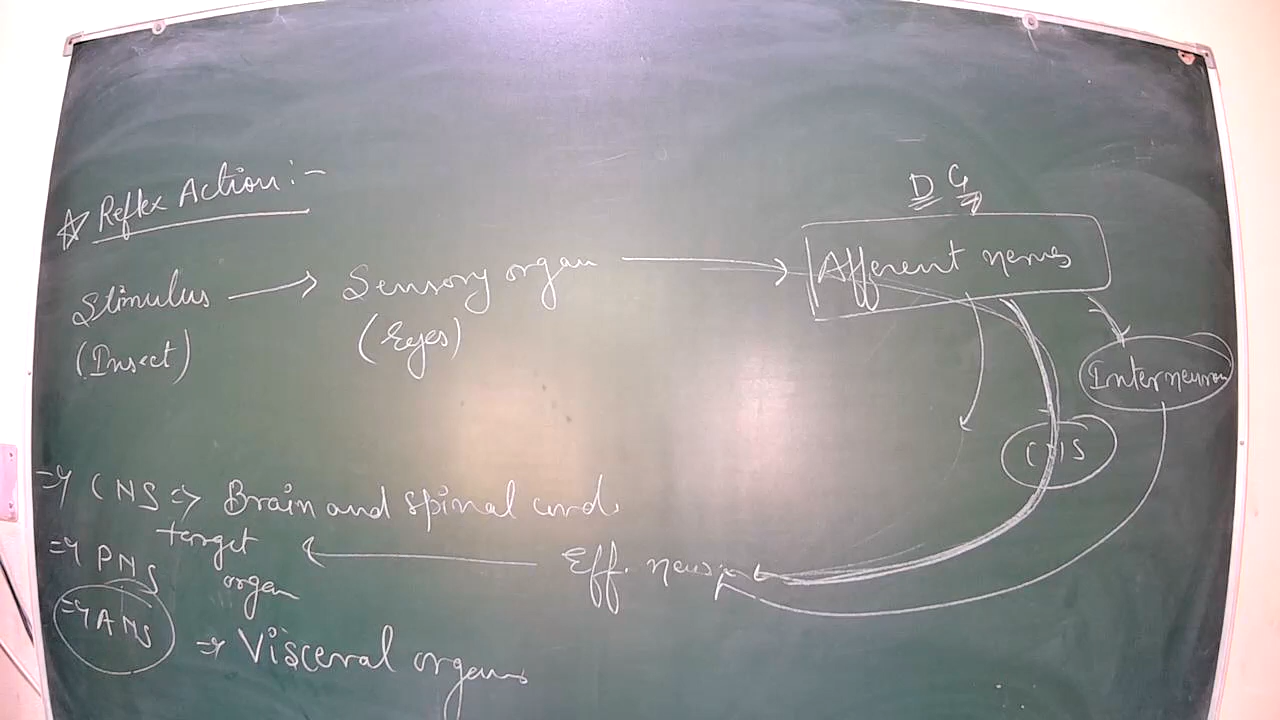 ☆ Reflex Action :-
D G
Stimulus → Sensory organ → Afferent nerves
(Insect) (Eyes)
Interneuron
CNS
⇒ CNS ⇒ Brain and spinal cord.
target organ ← Eff. neu
⇒ PNS
⇒ ANS ⇒ Visceral organs